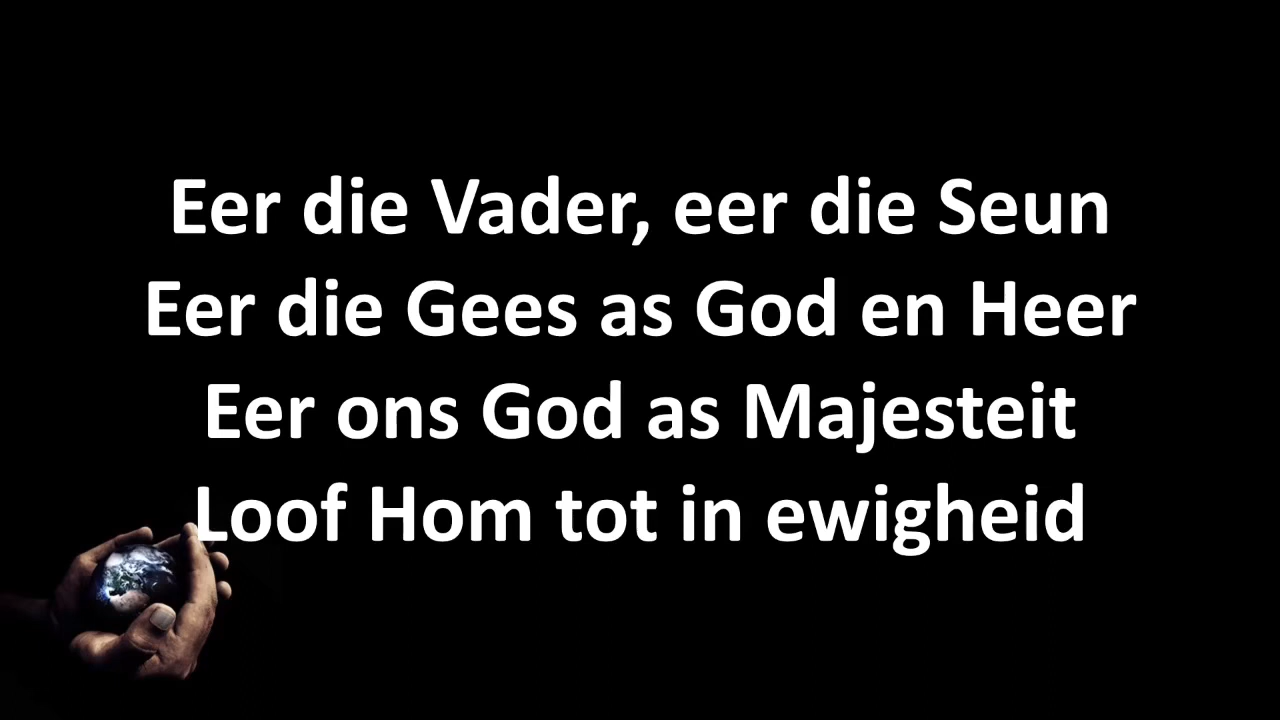 Eer die Vader, eer die Seun
Eer die Gees as God en Heer
Eer ons God as Majesteit
Loof Hom tot in ewigheid